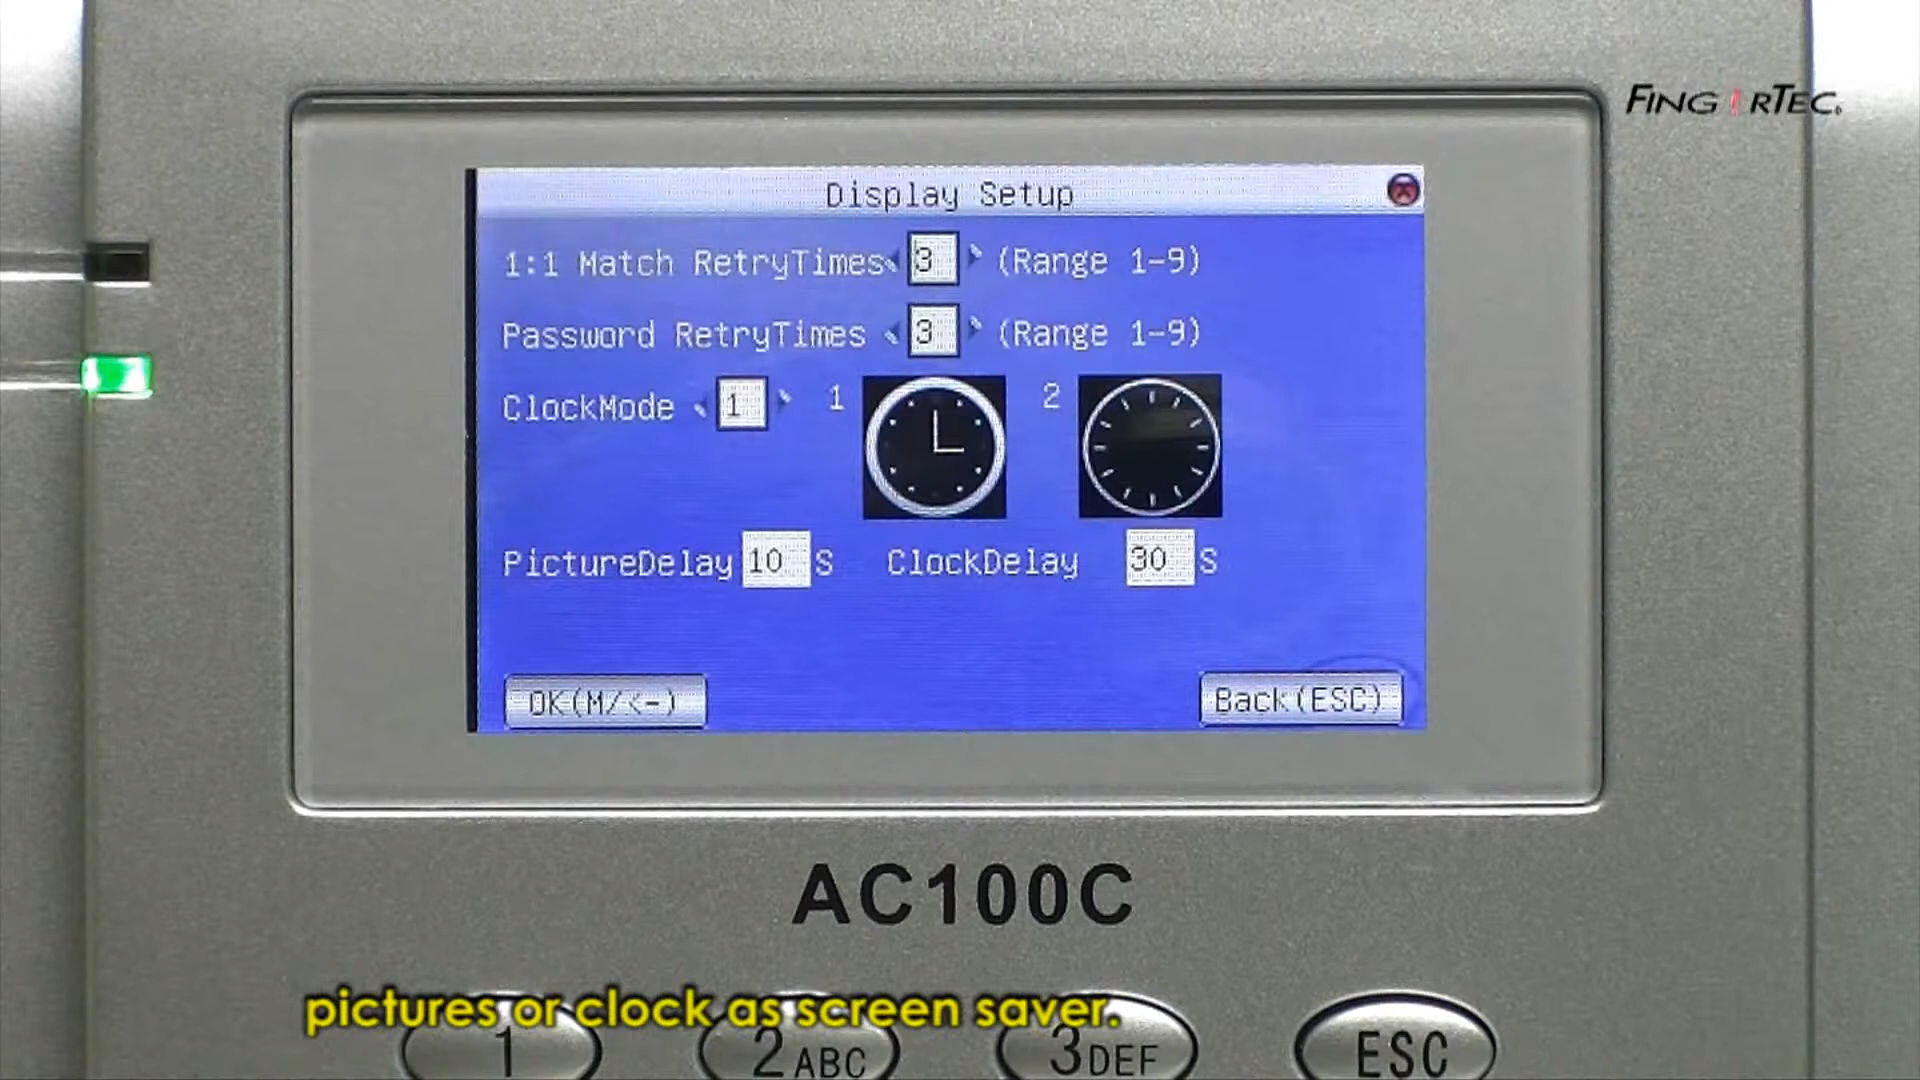 FINGERTEC
Display Setup
1:1 Match RetryTimes 3 (Range 1-9)
Password RetryTimes 3 (Range 1-9)
ClockMode 1 1 2
PictureDelay 10 S ClockDelay 30 S
OK(M/<-) Back(ESC)
AC100C
pictures or clock as screen saver.
1 2ABC 3DEF ESC